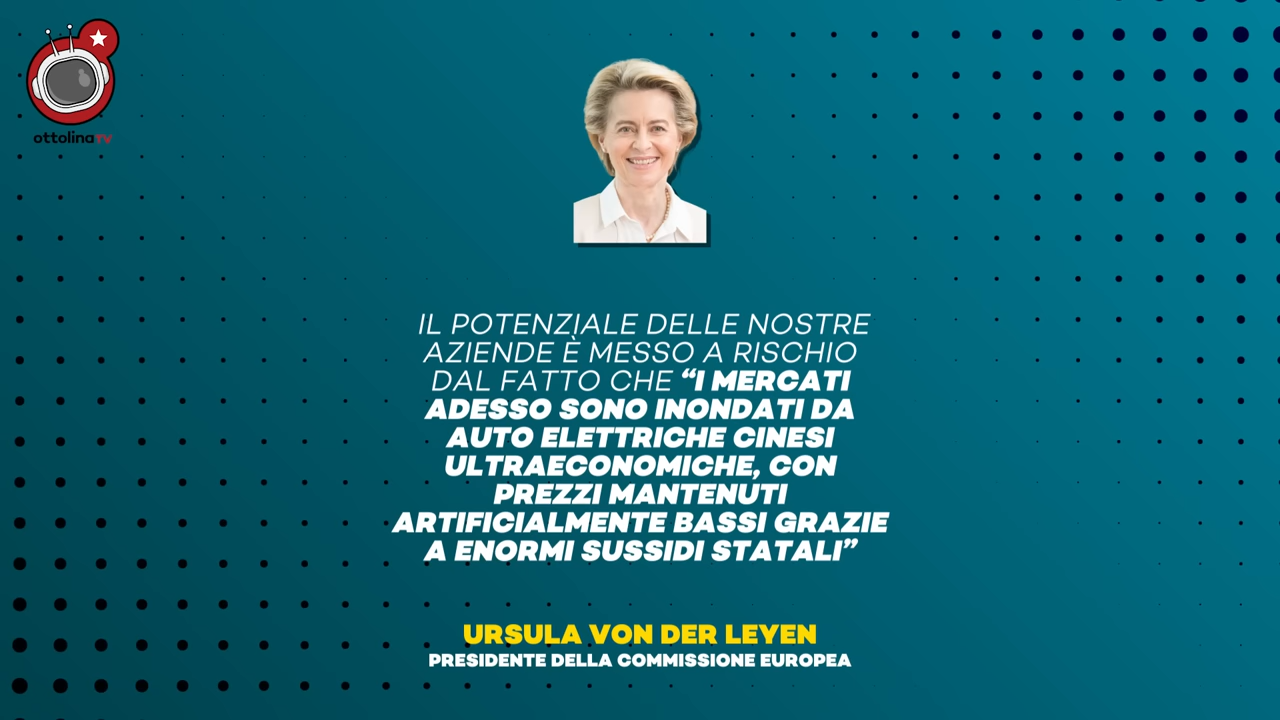 ottolina tv
IL POTENZIALE DELLE NOSTRE
AZIENDE È MESSO A RISCHIO
DAL FATTO CHE “I MERCATI
ADESSO SONO INONDATI DA
AUTO ELETTRICHE CINESI
ULTRAECONOMICHE, CON
PREZZI MANTENUTI
ARTIFICIALMENTE BASSI GRAZIE
A ENORMI SUSSIDI STATALI”
URSULA VON DER LEYEN
PRESIDENTE DELLA COMMISSIONE EUROPEA